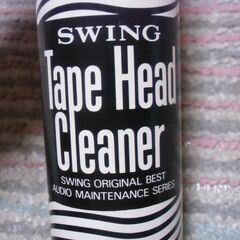 SWING
Tape Head
Cleaner
SWING ORIGINAL BEST
AUDIO MAINTENANCE SERIES